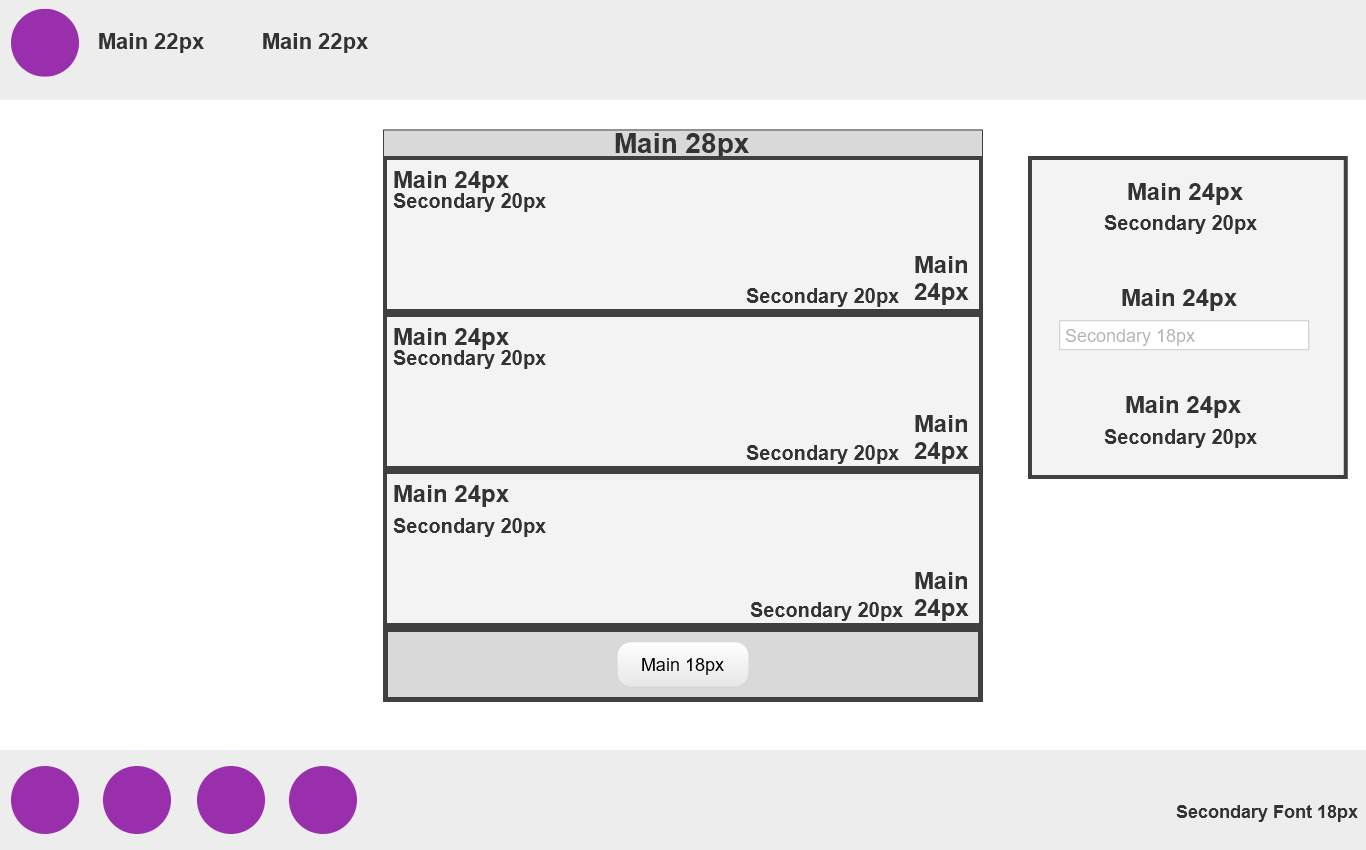 Main 22px
Main 22px
Main 28px
Main 24px
Secondary 20px
Secondary 20px
Main
24px
Main 24px
Secondary 20px
Secondary 20px
Main
24px
Main 24px
Secondary 20px
Secondary 20px
Main
24px
Main 18px
Main 24px
Secondary 20px
Main 24px
Secondary 18px
Main 24px
Secondary 20px
Secondary Font 18px